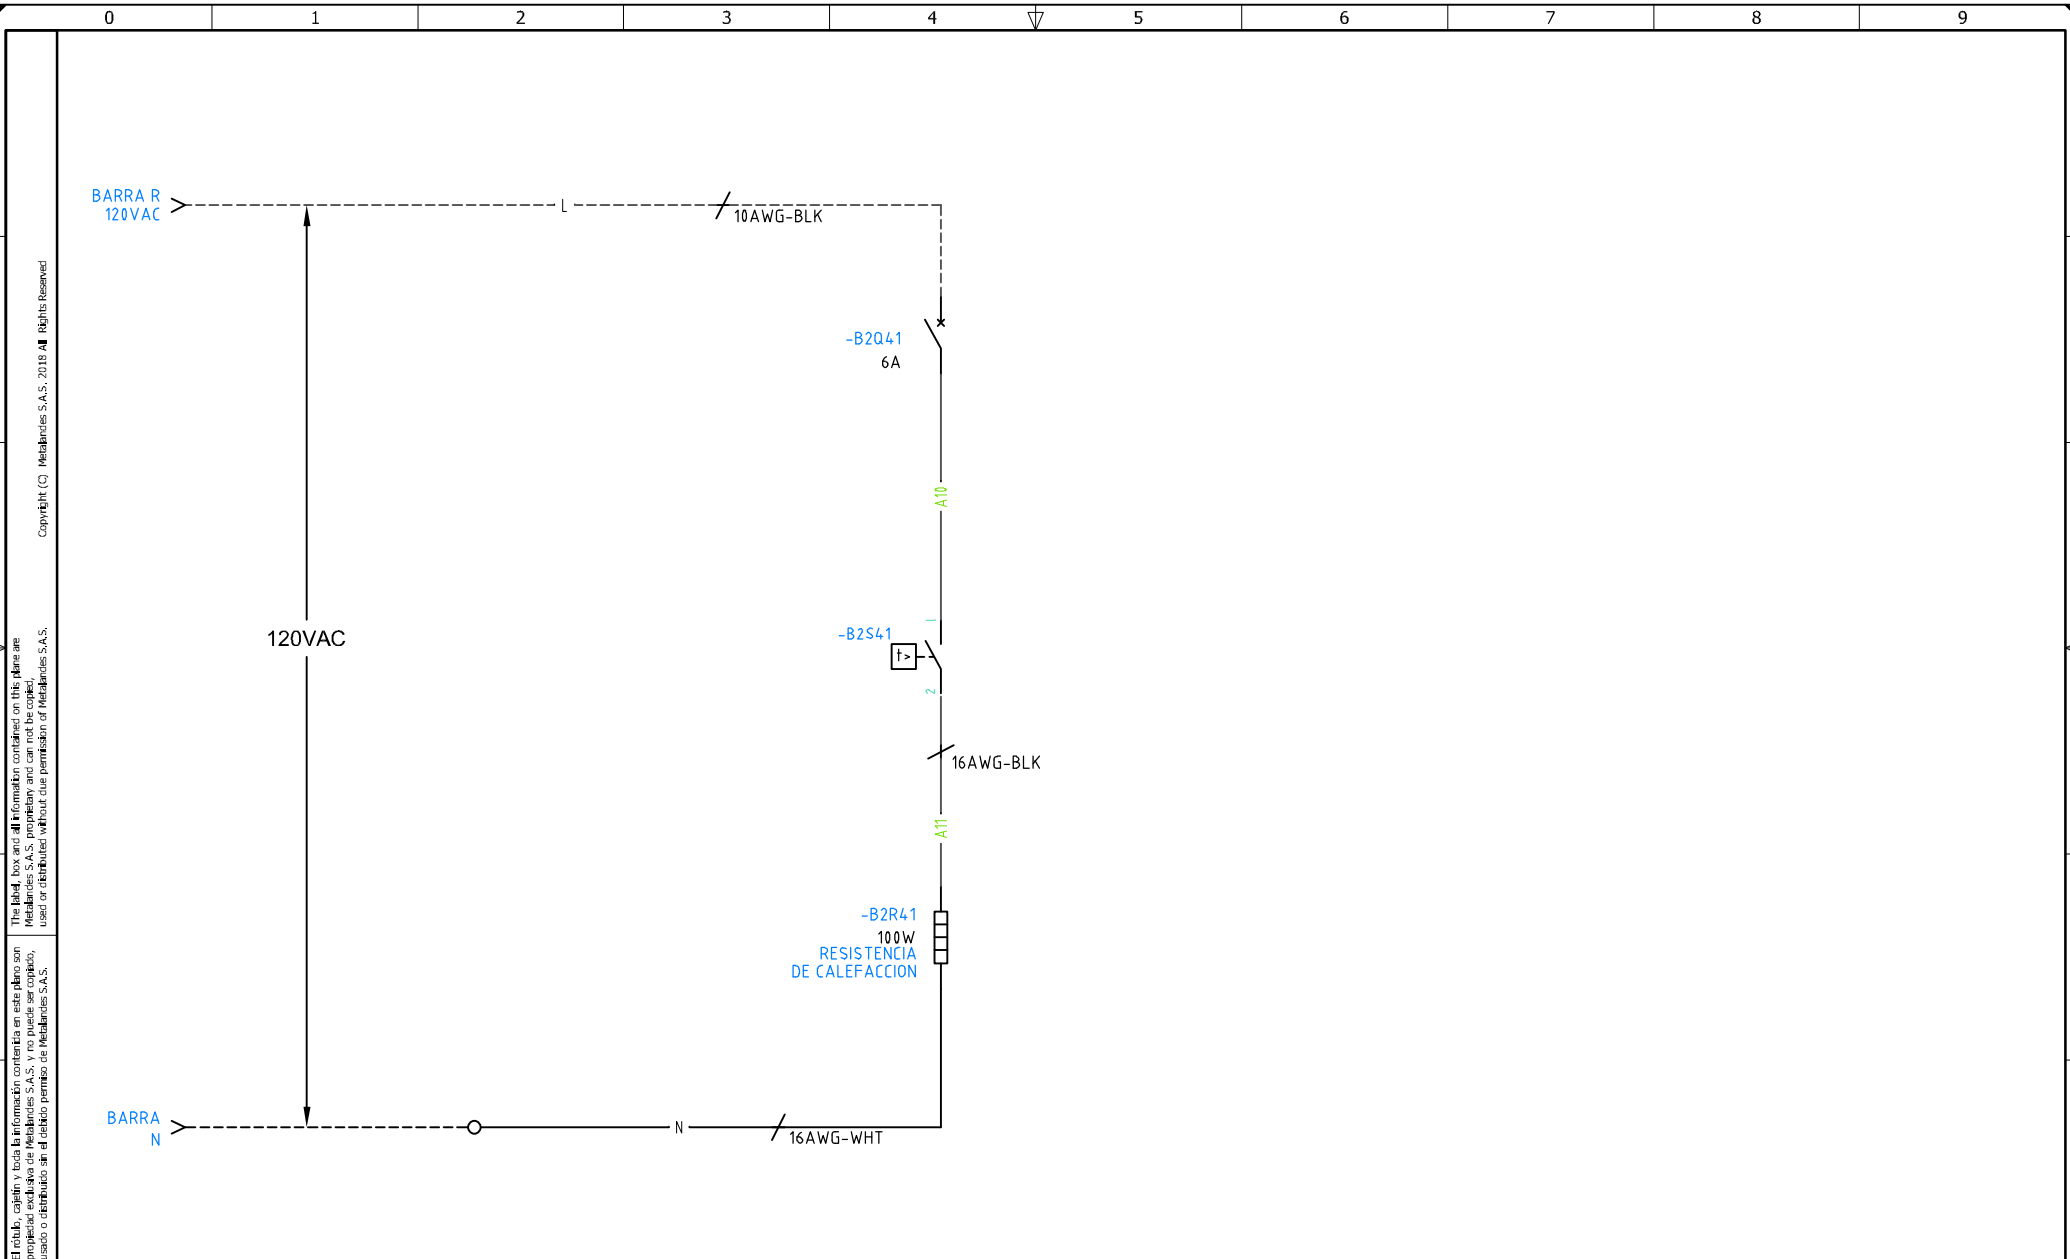 0 1 2 3 4 5 6 7 8 9
BARRA R
120VAC
L
10AWG-BLK
-B2Q41
6A
A10
120VAC
1
-B2S41
t>
2
16AWG-BLK
A11
-B2R41
100W
RESISTENCIA
DE CALEFACCION
BARRA
N
N
16AWG-WHT
Copyright (C) Metalandes S.A.S. 2018 All Rights Reserved
The label, box and all information contained on this plane are
Metalandes S.A.S. proprietary and can not be copied,
used or distributed without due permission of Metalandes S.A.S.
El rótulo, cajetín y toda la información contenida en este plano son
propiedad exclusiva de Metalandes S.A.S. y no puede ser copiado,
usado o distribuido sin el debido permiso de Metalandes S.A.S.